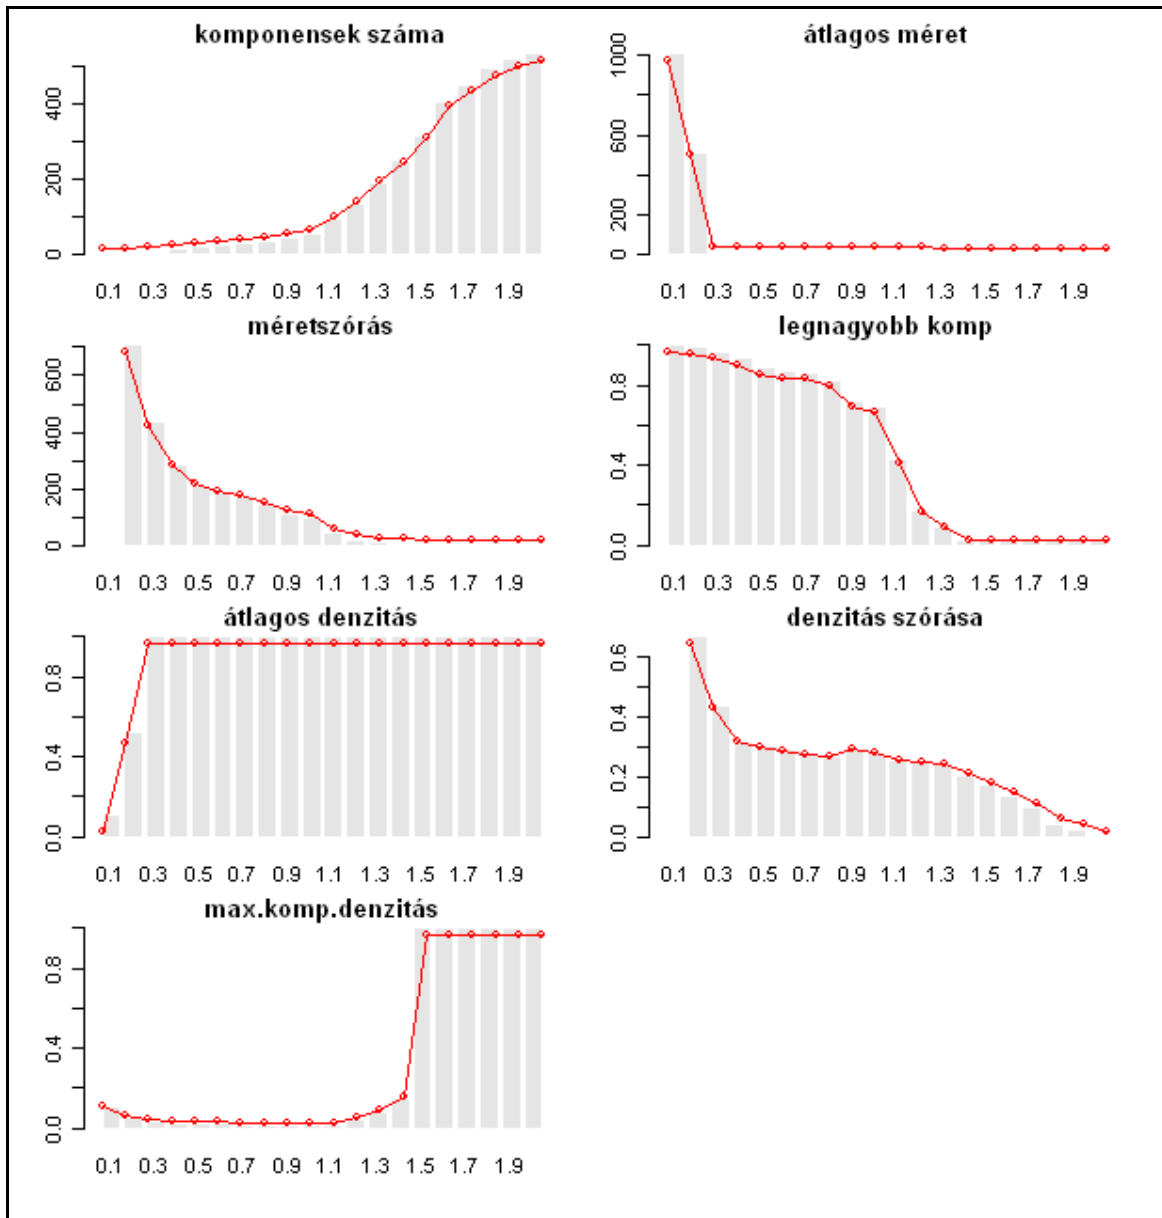 komponensek száma
0 200 400
0.1 0.3 0.5 0.7 0.9 1.1 1.3 1.5 1.7 1.9
átlagos méret
0 200 600 1000
0.1 0.3 0.5 0.7 0.9 1.1 1.3 1.5 1.7 1.9
méretszórás
0 200 400 600
0.1 0.3 0.5 0.7 0.9 1.1 1.3 1.5 1.7 1.9
legnagyobb komp
0.0 0.4 0.8
0.1 0.3 0.5 0.7 0.9 1.1 1.3 1.5 1.7 1.9
átlagos denzitás
0.0 0.4 0.8
0.1 0.3 0.5 0.7 0.9 1.1 1.3 1.5 1.7 1.9
denzitás szórása
0.0 0.2 0.4 0.6
0.1 0.3 0.5 0.7 0.9 1.1 1.3 1.5 1.7 1.9
max.komp.denzitás
0.0 0.4 0.8
0.1 0.3 0.5 0.7 0.9 1.1 1.3 1.5 1.7 1.9